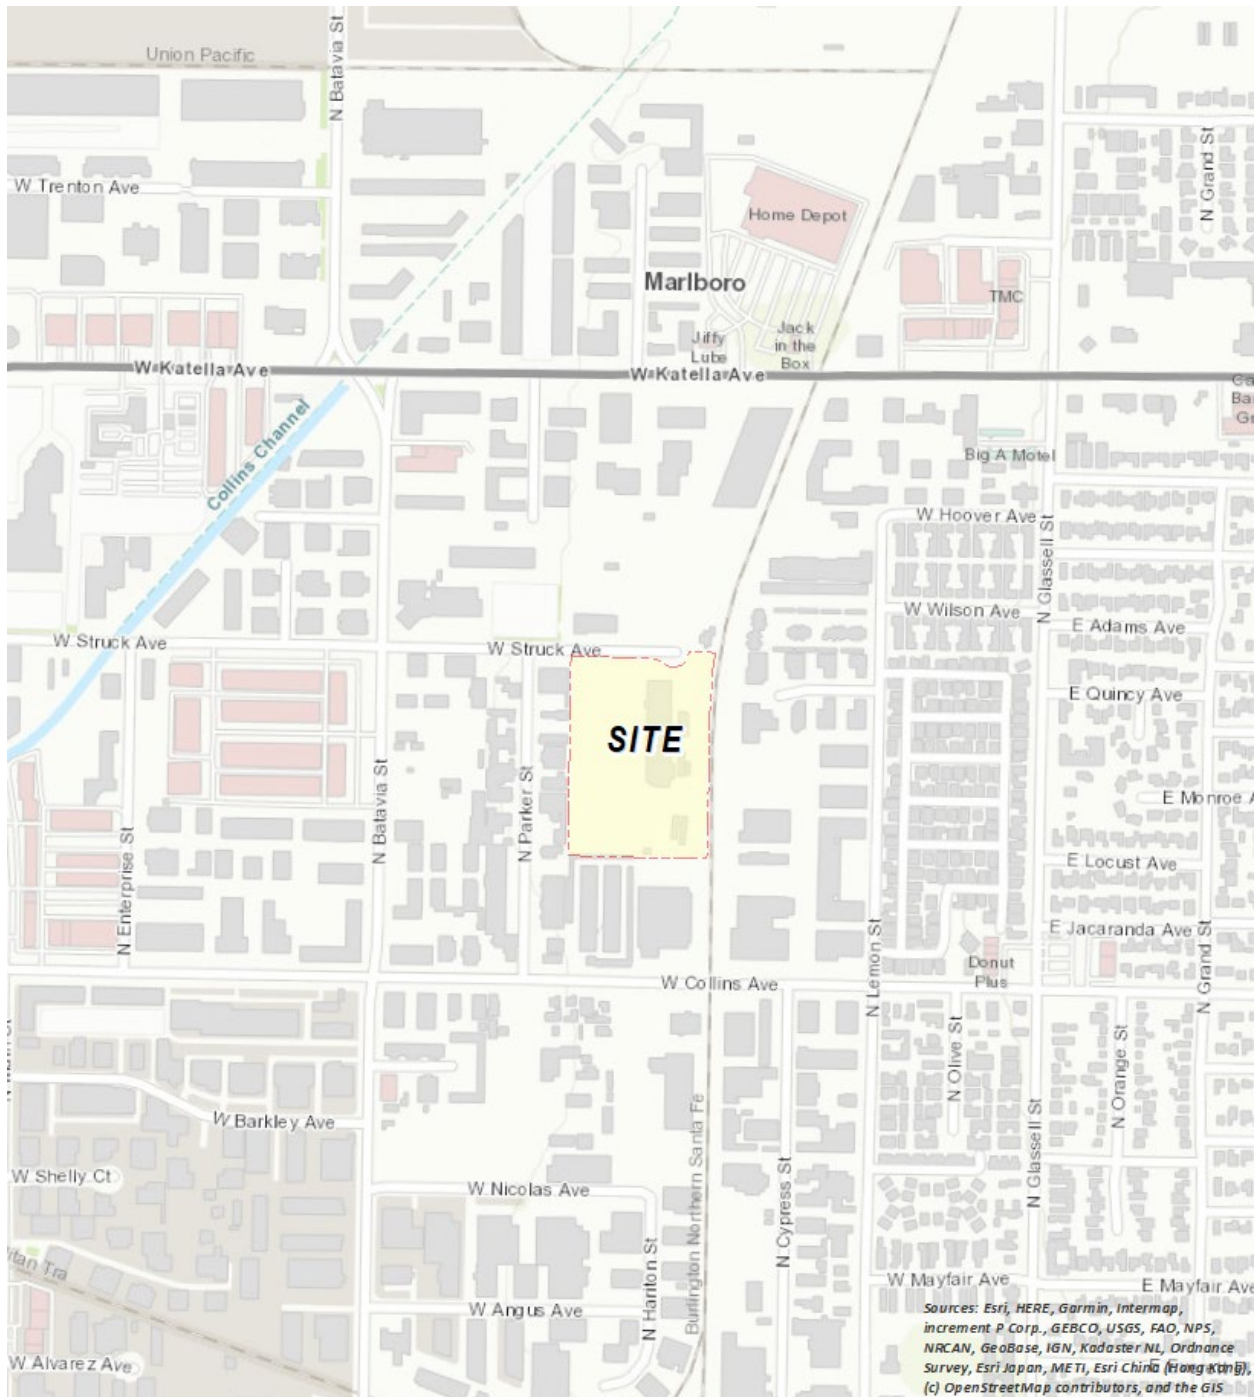 Union Pacific
N Batavia St
N Grand St
W Trenton Ave
Home Depot
Marlboro
TMC
Jiffy
Lube
Jack
in the
Box
W Katella Ave
W Katella Ave
Ca
Ba
Gr
Collins Channel
Big A Motel
W Hoover Ave
N Glassell St
W Wilson Ave
E Adams Ave
W Struck Ave
W Struck Ave
E Quincy Ave
SITE
N Batavia St
N Parker St
E Monroe A
N Enterprise St
E Locust Ave
E Jacaranda Ave
N Grand St
N Lemon St
Donut
Plus
W Collins Ave
N Olive St
N Orange St
W Barkley Ave
Burlington Northern Santa Fe
N Glassell St
W Shelly Ct
W Nicolas Ave
N Cypress St
itan Tra
N Hariton St
W Mayfair Ave
E Mayfair Ave
W Angus Ave
W Alvarez Ave
Sources: Esri, HERE, Garmin, Intermap,
increment P Corp., GEBCO, USGS, FAO, NPS,
NRCAN, GeoBase, IGN, Kadaster NL, Ordnance
Survey, Esri Japan, METI, Esri China (Hong Kong),
(c) OpenStreetMap contributors, and the GIS